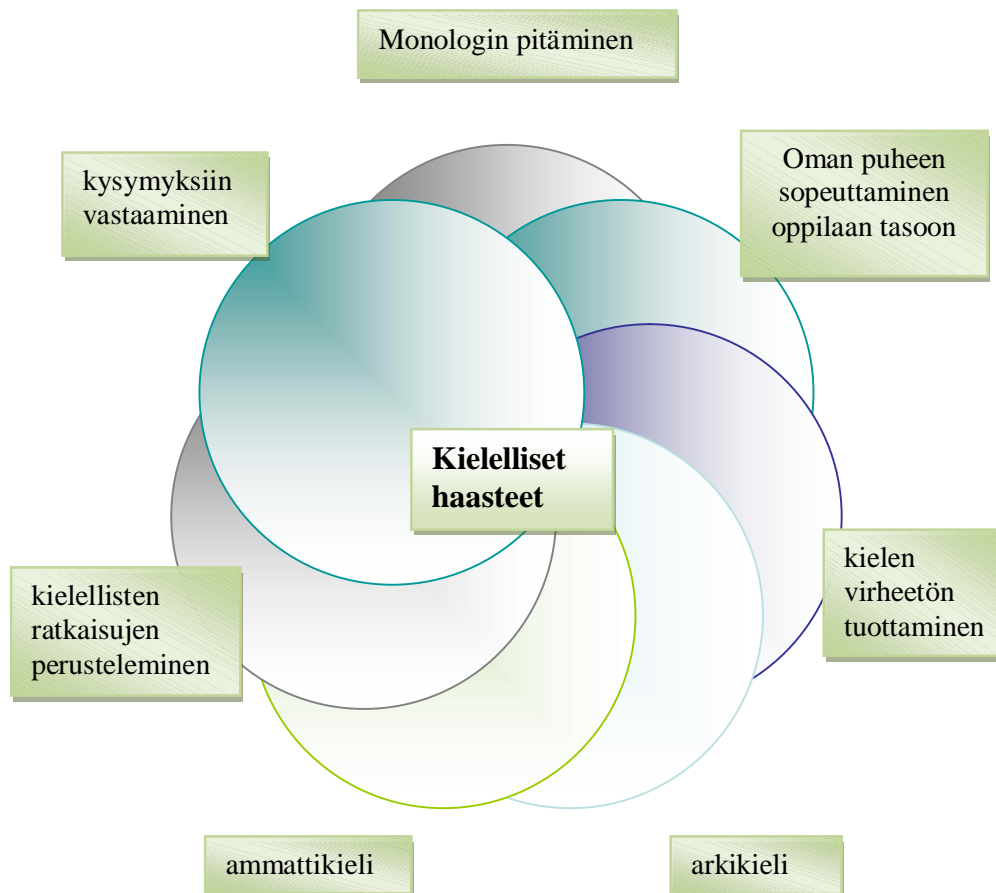 Monologin pitäminen
kysymyksiin
vastaaminen
Oman puheen
sopeuttaminen
oppilaan tasoon
Kielelliset
haasteet
kielen
virheetön
tuottaminen
kielellisten
ratkaisujen
perusteleminen
ammattikieli
arkikieli